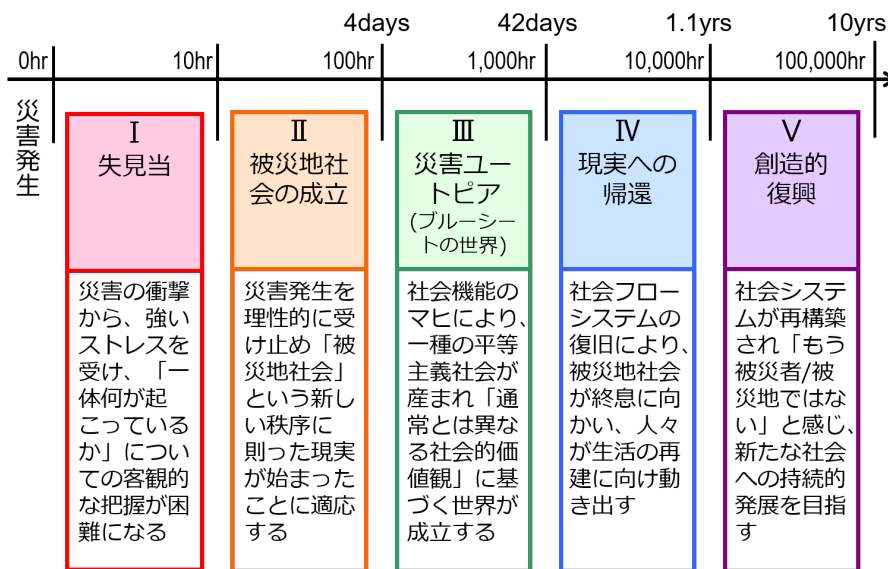 4days
42days
1.1yrs
10yrs
0hr
10hr
100hr
1,000hr
10,000hr
100,000hr
災害発生
Ⅰ
失見当
災害の衝撃
から、強い
ストレスを
受け、「一
体何が起
こっている
か」につい
ての客観的
な把握が困
難になる
Ⅱ
被災地社
会の成立
災害発生を
理性的に受
け止め「被
災地社会」
という新しい
秩序に
則った現実
が始まった
ことに適応
する
Ⅲ
災害ユー
トピア
(ブルーシー
トの世界)
社会機能の
マヒにより、
一種の平等
主義社会が
産まれ「通
常とは異な
る社会的価
値観」に基
づく世界が
成立する
Ⅳ
現実への
帰還
社会フロー
システムの
復旧により、
被災地社会
が終息に向
かい、人々
が生活の再
建に向け動
き出す
Ⅴ
創造的
復興
社会システ
ムが再構築
され「もう
被災者/被
災地ではな
い」と感じ、
新たな社会
への持続的
発展を目指
す